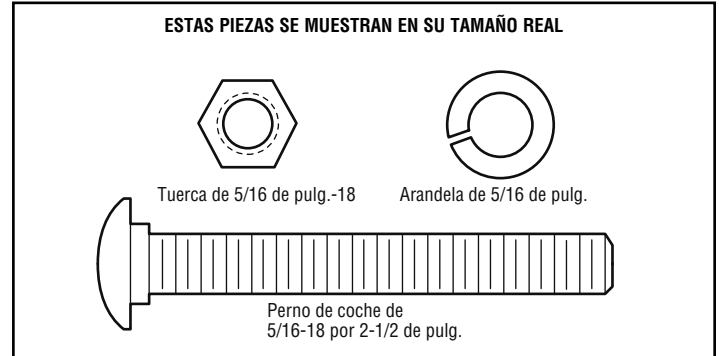 ESTAS PIEZAS SE MUESTRAN EN SU TAMAÑO REAL
Tuerca de 5/16 de pulg.-18
Arandela de 5/16 de pulg.
Perno de coche de
5/16-18 por 2-1/2 de pulg.